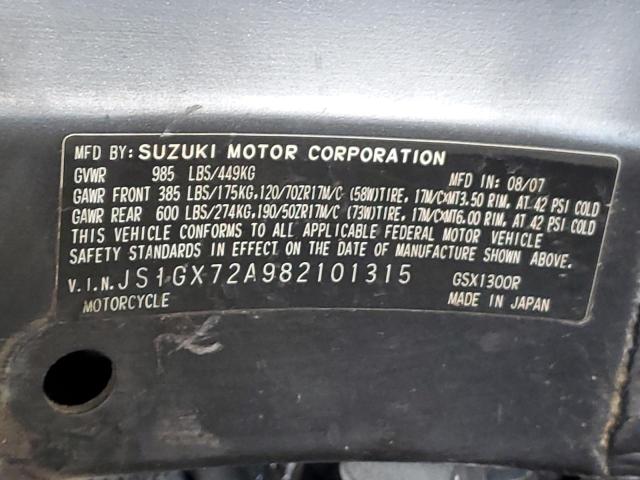 MFD BY: SUZUKI MOTOR CORPORATION
GVWR 985 LBS/449KG MFD IN: 08/07
GAWR FRONT 385 LBS/175KG,120/70ZR17M/C (58W)TIRE, 17M/CXMT3.50 RIM, AT 42 PSI COLD
GAWR REAR 600 LBS/274KG,190/50ZR17M/C (73W)TIRE, 17M/CXMT6.00 RIM, AT 42 PSI COLD
THIS VEHICLE CONFORMS TO ALL APPLICABLE FEDERAL MOTOR VEHICLE
SAFETY STANDARDS IN EFFECT ON THE DATE OF MANUFACTURE SHOWN ABOVE.
V.I.N. JS1GX72A982101315 GSX1300R
MOTORCYCLE MADE IN JAPAN